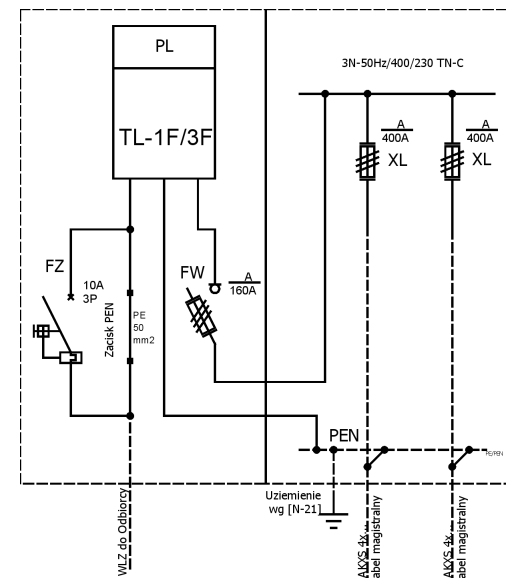 PL
3N-50Hz/400/230 TN-C
TL-1F/3F
A
400A
XL
A
400A
XL
FZ
10A
3P
FW
A
160A
Zacisk PEN
PE
50
mm2
PEN
PE/PEN
Uziemienie
wg [N-21]
WLZ do Odbiorcy
AKXS 4x...
abel magistralny
AKXS 4x...
abel magistralny